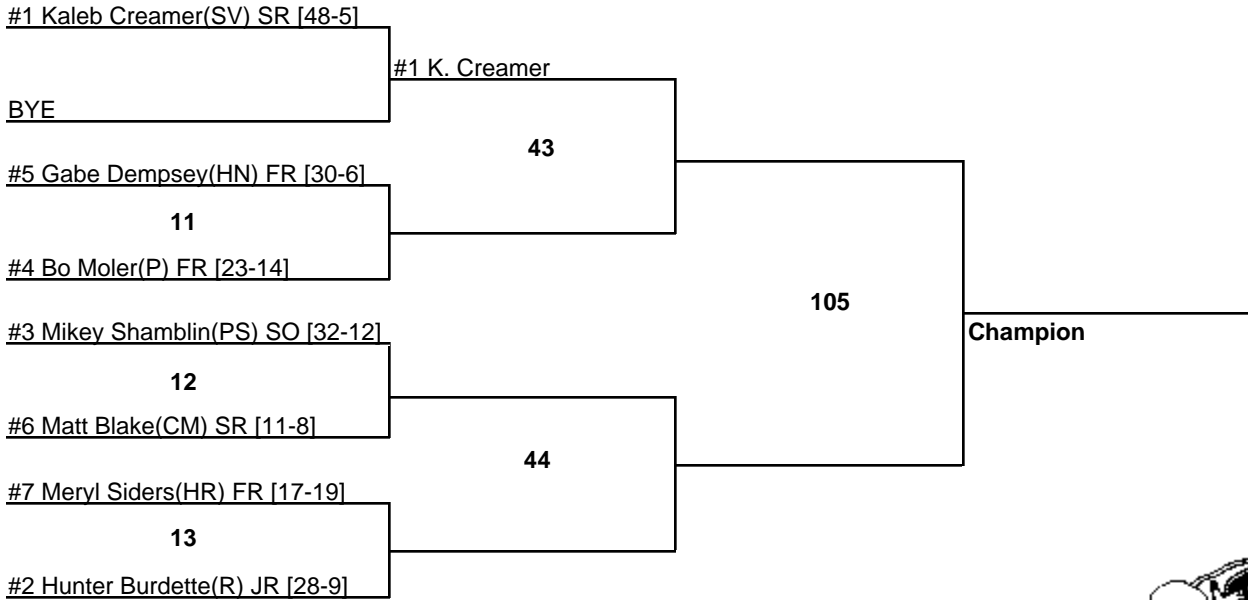 #1 Kaleb Creamer(SV) SR [48-5]
#1 K. Creamer
BYE
43
#5 Gabe Dempsey(HN) FR [30-6]
11
#4 Bo Moler(P) FR [23-14]
105
#3 Mikey Shamblin(PS) SO [32-12]
Champion
12
#6 Matt Blake(CM) SR [11-8]
44
#7 Meryl Siders(HR) FR [17-19]
13
#2 Hunter Burdette(R) JR [28-9]